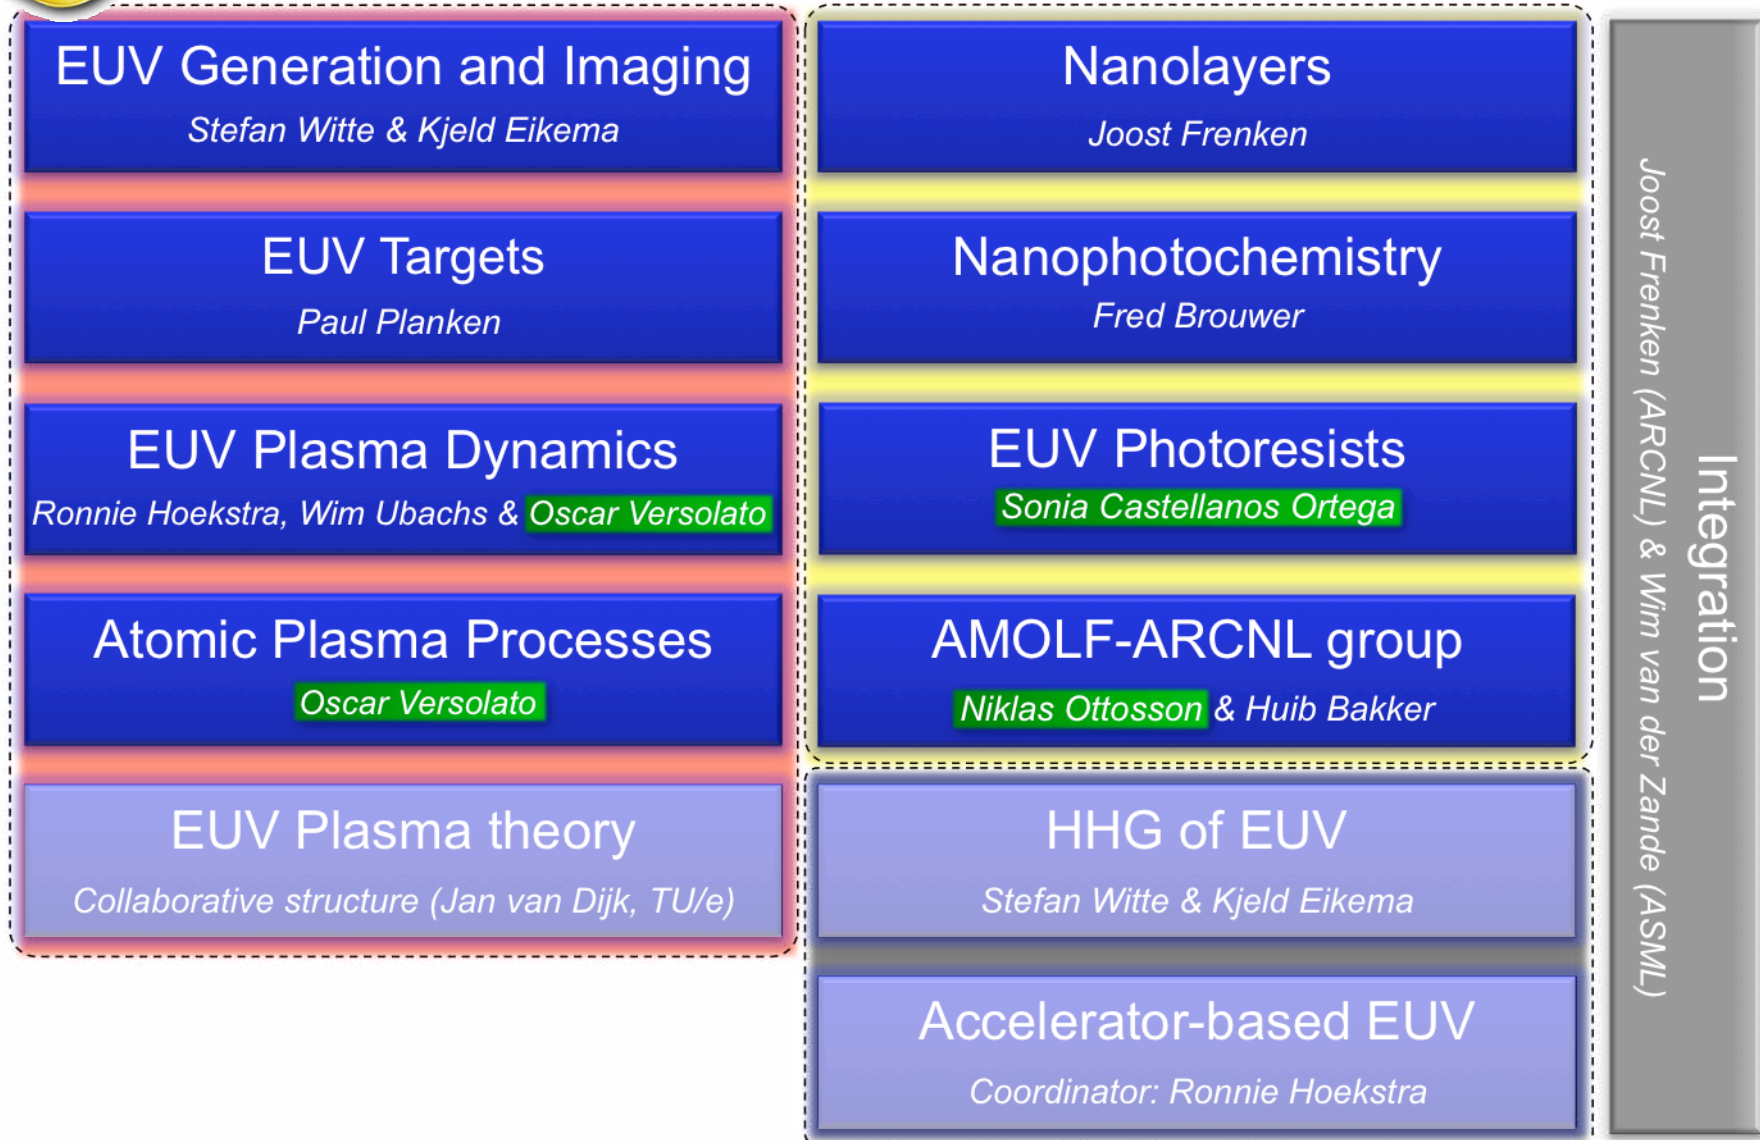 EUV Generation and Imaging
Stefan Witte & Kjeld Eikema
EUV Targets
Paul Planken
EUV Plasma Dynamics
Ronnie Hoekstra, Wim Ubachs & Oscar Versolato
Atomic Plasma Processes
Oscar Versolato
EUV Plasma theory
Collaborative structure (Jan van Dijk, TU/e)
Nanolayers
Joost Frenken
Nanophotochemistry
Fred Brouwer
EUV Photoresists
Sonia Castellanos Ortega
AMOLF-ARCNL group
Niklas Ottosson & Huib Bakker
HHG of EUV
Stefan Witte & Kjeld Eikema
Accelerator-based EUV
Coordinator: Ronnie Hoekstra
Integration
Joost Frenken (ARCNL) & Wim van der Zande (ASML)